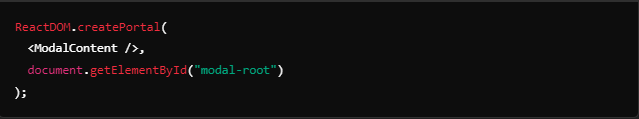 ReactDOM.createPortal(
  <ModalContent />,
  document.getElementById("modal-root")
);